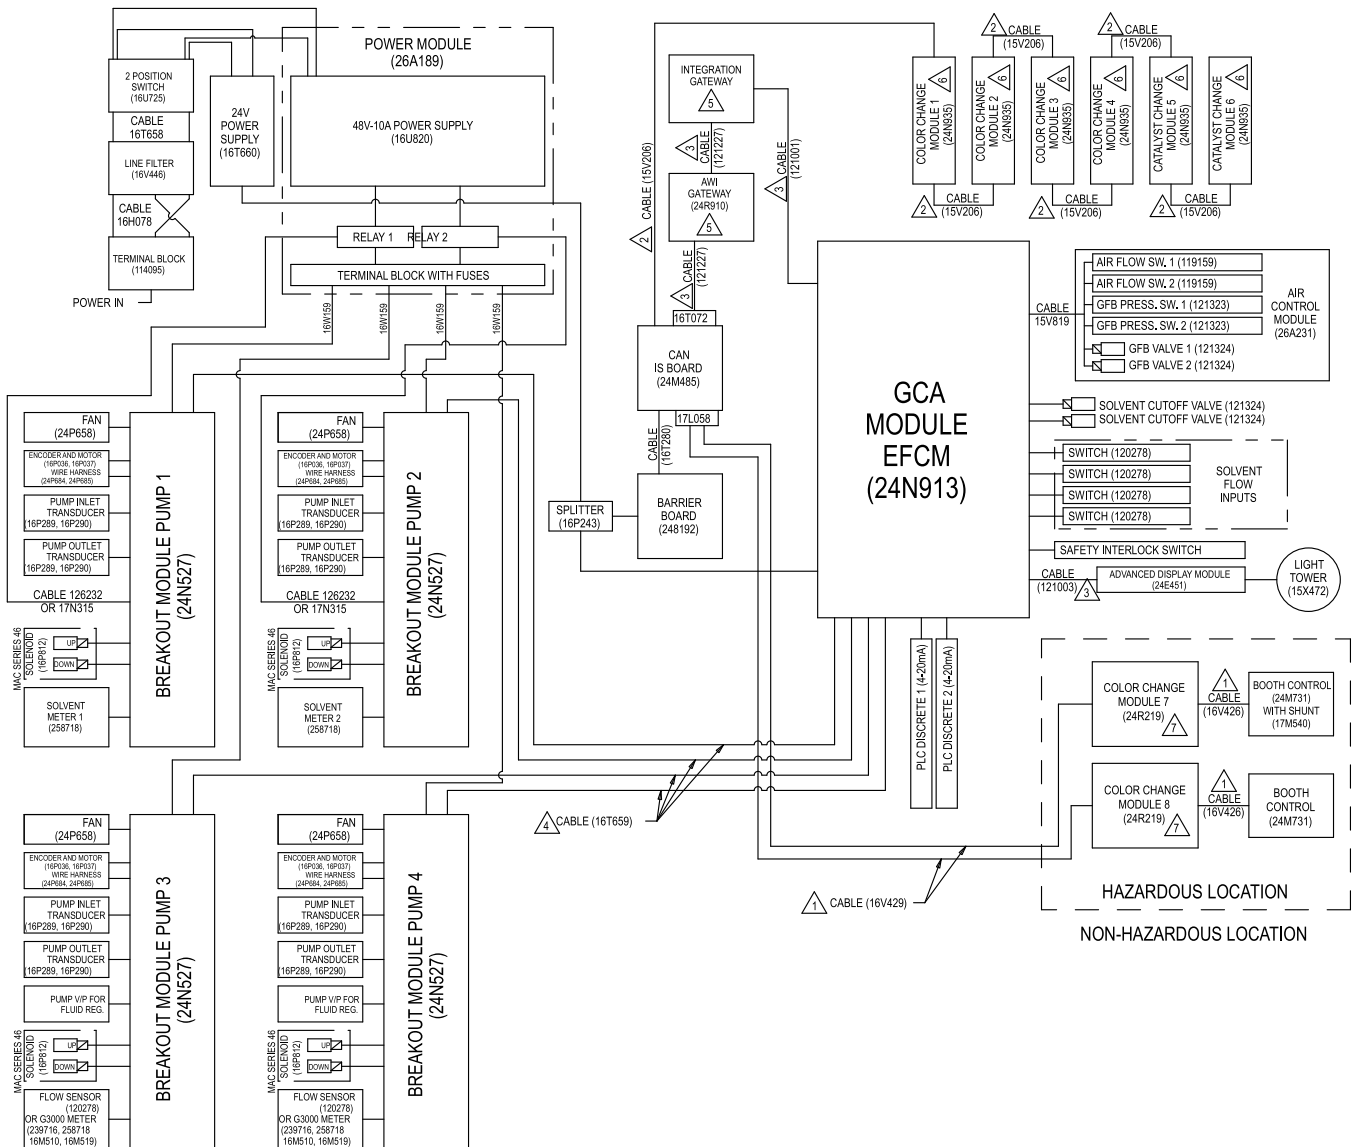 POWER MODULE
(26A189)
2 POSITION
SWITCH
(16U725)
CABLE
16T658
LINE FILTER
(16V446)
CABLE
16H078
TERMINAL BLOCK
(114095)
POWER IN
24V
POWER
SUPPLY
(16T660)
48V-10A POWER SUPPLY
(16U820)
RELAY 1
RELAY 2
TERMINAL BLOCK WITH FUSES
16W159
16W159
16W159
16W159
INTEGRATION
GATEWAY
5
3
CABLE
(121227)
AWI
GATEWAY
(24R910)
5
3
CABLE
(121227)
3
CABLE
(121001)
2
CABLE (15V206)
16T072
CAN
IS BOARD
(24M485)
17L058
CABLE
(16T280)
BARRIER
BOARD
(248192)
SPLITTER
(16P243)
2
CABLE
(15V206)
2
CABLE
(15V206)
COLOR CHANGE
MODULE 1
(24N935)
6
COLOR CHANGE
MODULE 2
(24N935)
6
COLOR CHANGE
MODULE 3
(24N935)
6
COLOR CHANGE
MODULE 4
(24N935)
6
CATALYST CHANGE
MODULE 5
(24N935)
6
CATALYST CHANGE
MODULE 6
(24N935)
6
2
CABLE
(15V206)
2
CABLE
(15V206)
2
CABLE
(15V206)
GCA
MODULE
EFCM
(24N913)
CABLE
15V819
AIR FLOW SW. 1 (119159)
AIR FLOW SW. 2 (119159)
GFB PRESS. SW. 1 (121323)
GFB PRESS. SW. 2 (121323)
GFB VALVE 1 (121324)
GFB VALVE 2 (121324)
AIR
CONTROL
MODULE
(26A231)
SOLVENT CUTOFF VALVE (121324)
SOLVENT CUTOFF VALVE (121324)
SWITCH (120278)
SWITCH (120278)
SWITCH (120278)
SWITCH (120278)
SOLVENT
FLOW
INPUTS
SAFETY INTERLOCK SWITCH
CABLE
(121003)
3
ADVANCED DISPLAY MODULE
(24E451)
LIGHT
TOWER
(15X472)
PLC DISCRETE 1 (4-20mA)
PLC DISCRETE 2 (4-20mA)
COLOR CHANGE
MODULE 7
(24R219)
7
1
CABLE
(16V426)
BOOTH CONTROL
(24M731)
WITH SHUNT
(17M540)
COLOR CHANGE
MODULE 8
(24R219)
7
1
CABLE
(16V426)
BOOTH
CONTROL
(24M731)
HAZARDOUS LOCATION
NON-HAZARDOUS LOCATION
4
CABLE (16T659)
1
CABLE (16V429)
FAN
(24P658)
ENCODER AND MOTOR
(16P036, 16P037)
WIRE HARNESS
(24P684, 24P685)
PUMP INLET
TRANSDUCER
(16P289, 16P290)
PUMP OUTLET
TRANSDUCER
(16P289, 16P290)
CABLE 126232
OR 17N315
MAC SERIES 46
SOLENOID
(16P812)
UP
DOWN
SOLVENT
METER 1
(258718)
BREAKOUT MODULE PUMP 1
(24N527)
FAN
(24P658)
ENCODER AND MOTOR
(16P036, 16P037)
WIRE HARNESS
(24P684, 24P685)
PUMP INLET
TRANSDUCER
(16P289, 16P290)
PUMP OUTLET
TRANSDUCER
(16P289, 16P290)
CABLE 126232
OR 17N315
MAC SERIES 46
SOLENOID
(16P812)
UP
DOWN
SOLVENT
METER 2
(258718)
BREAKOUT MODULE PUMP 2
(24N527)
FAN
(24P658)
ENCODER AND MOTOR
(16P036, 16P037)
WIRE HARNESS
(24P684, 24P685)
PUMP INLET
TRANSDUCER
(16P289, 16P290)
PUMP OUTLET
TRANSDUCER
(16P289, 16P290)
PUMP V/P FOR
FLUID REG.
MAC SERIES 46
SOLENOID
(16P812)
UP
DOWN
FLOW SENSOR
(120278)
OR G3000 METER
(239716, 258718
16M510, 16M519)
BREAKOUT MODULE PUMP 3
(24N527)
FAN
(24P658)
ENCODER AND MOTOR
(16P036, 16P037)
WIRE HARNESS
(24P684, 24P685)
PUMP INLET
TRANSDUCER
(16P289, 16P290)
PUMP OUTLET
TRANSDUCER
(16P289, 16P290)
PUMP V/P FOR
FLUID REG.
MAC SERIES 46
SOLENOID
(16P812)
UP
DOWN
FLOW SENSOR
(120278)
OR G3000 METER
(239716, 258718
16M510, 16M519)
BREAKOUT MODULE PUMP 4
(24N527)